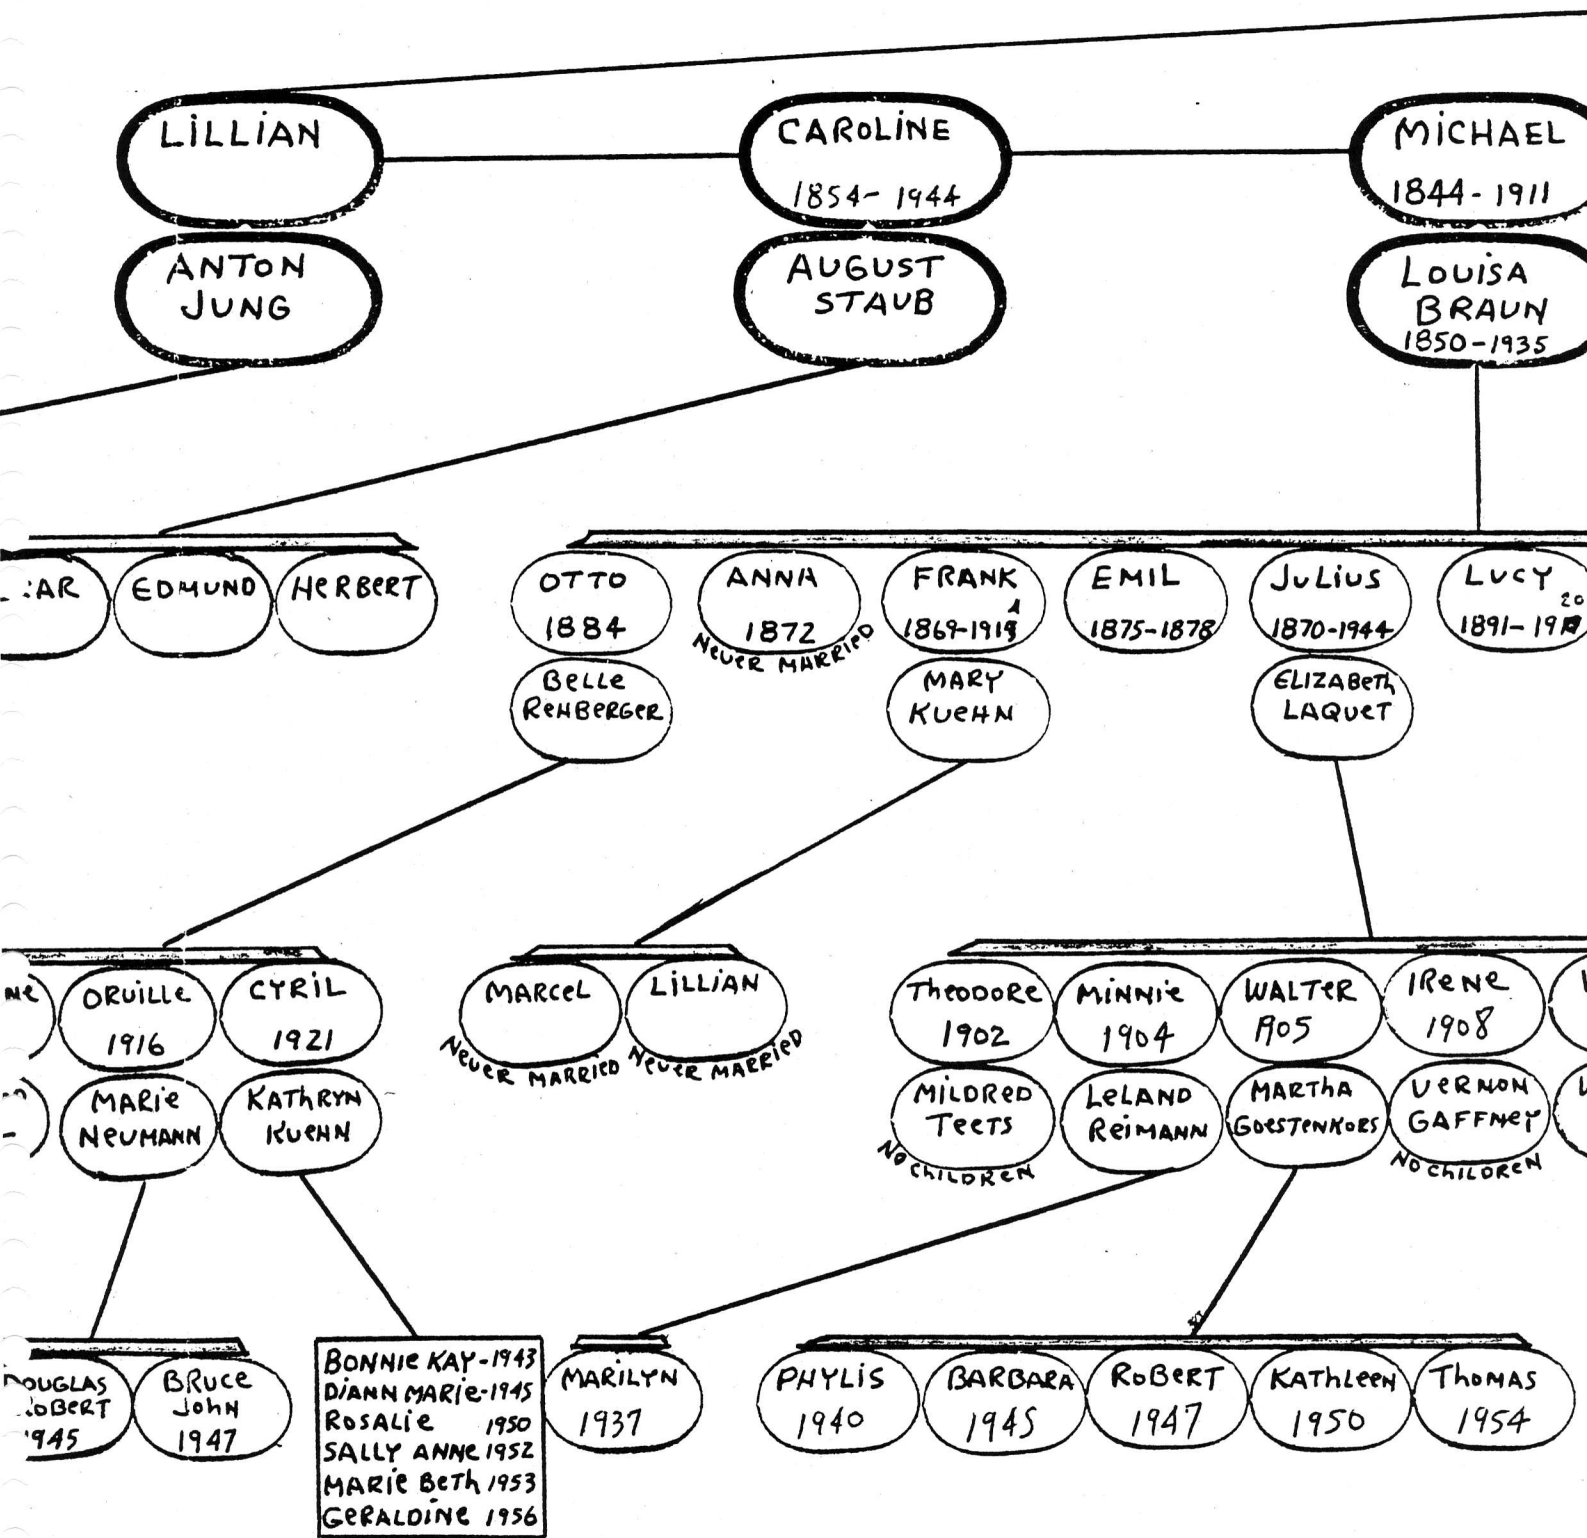 LILLIAN
CAROLINE
1854- 1944
MICHAEL
1844-1911
ANTON
JUNG
AUGUST
STAUB
LOUISA
BRAUN
1850-1935
EDMUND
HERBERT
OTTO
1884
ANNA
1872
NEVER MARRIED
FRANK
EMIL
1875-1878
JULIUS
1870-1944
LUCY
20
BELLE
REHBERGER
MARY
KUEHN
ELIZABETH
LAQUET
ORVILLE
1916
CYRIL
1921
MARCEL
NEVER MARRIED
LILLIAN
NEVER MARRIED
THEODORE
1902
MINNIE
1904
WALTER
1905
IRENE
1908
MARIE
NEUMANN
KATHRYN
KUEHN
MILDRED
TEETS
NO CHILDREN
LELAND
REIMANN
MARTHA
GOESTENKORS
VERNON
GAFFNEY
NO CHILDREN
DOUGLAS
BRUCE
JOHN
1947
BONNIE KAY-1943
DIANN MARIE-1945
ROSALIE 1950
SALLY ANNE 1952
MARIE BETH 1953
GERALDINE 1956
MARILYN
1937
PHYLIS
1940
BARBARA
1945
ROBERT
1947
KATHLEEN
1950
THOMAS
1954